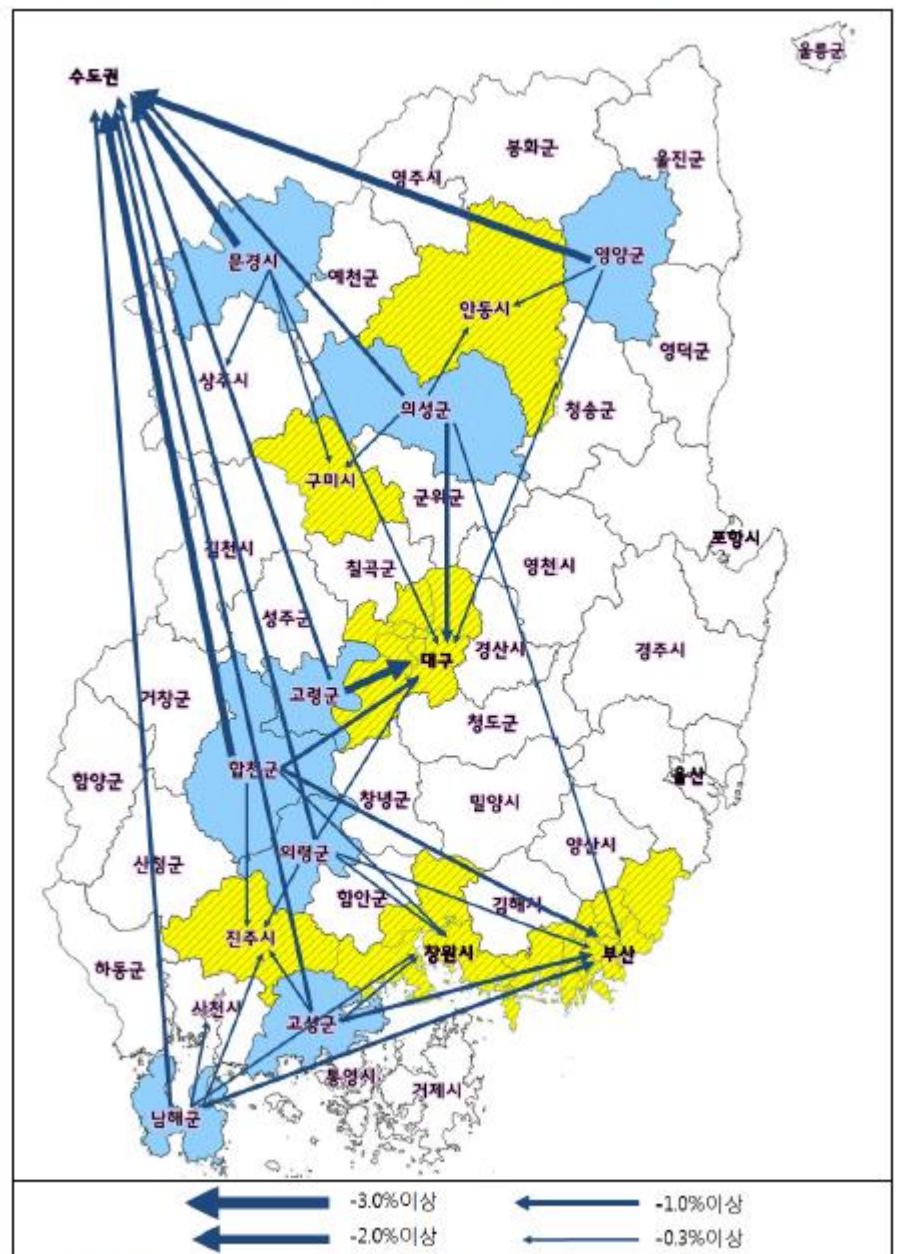 울릉군
수도권
봉화군
울진군
영주시
문경시
예천군
영양군
안동시
영덕군
상주시
의성군
청송군
구미시
군위군
포항시
김천시
칠곡군
영천시
성주군
대구
경산시
경주시
고령군
거창군
청도군
합천군
함양군
울산
창녕군
밀양시
의령군
양산시
산청군
함안군
김해시
진주시
창원시
부산
하동군
사천시
고성군
통영시
거제시
남해군
-3.0%이상
-1.0%이상
-2.0%이상
-0.3%이상